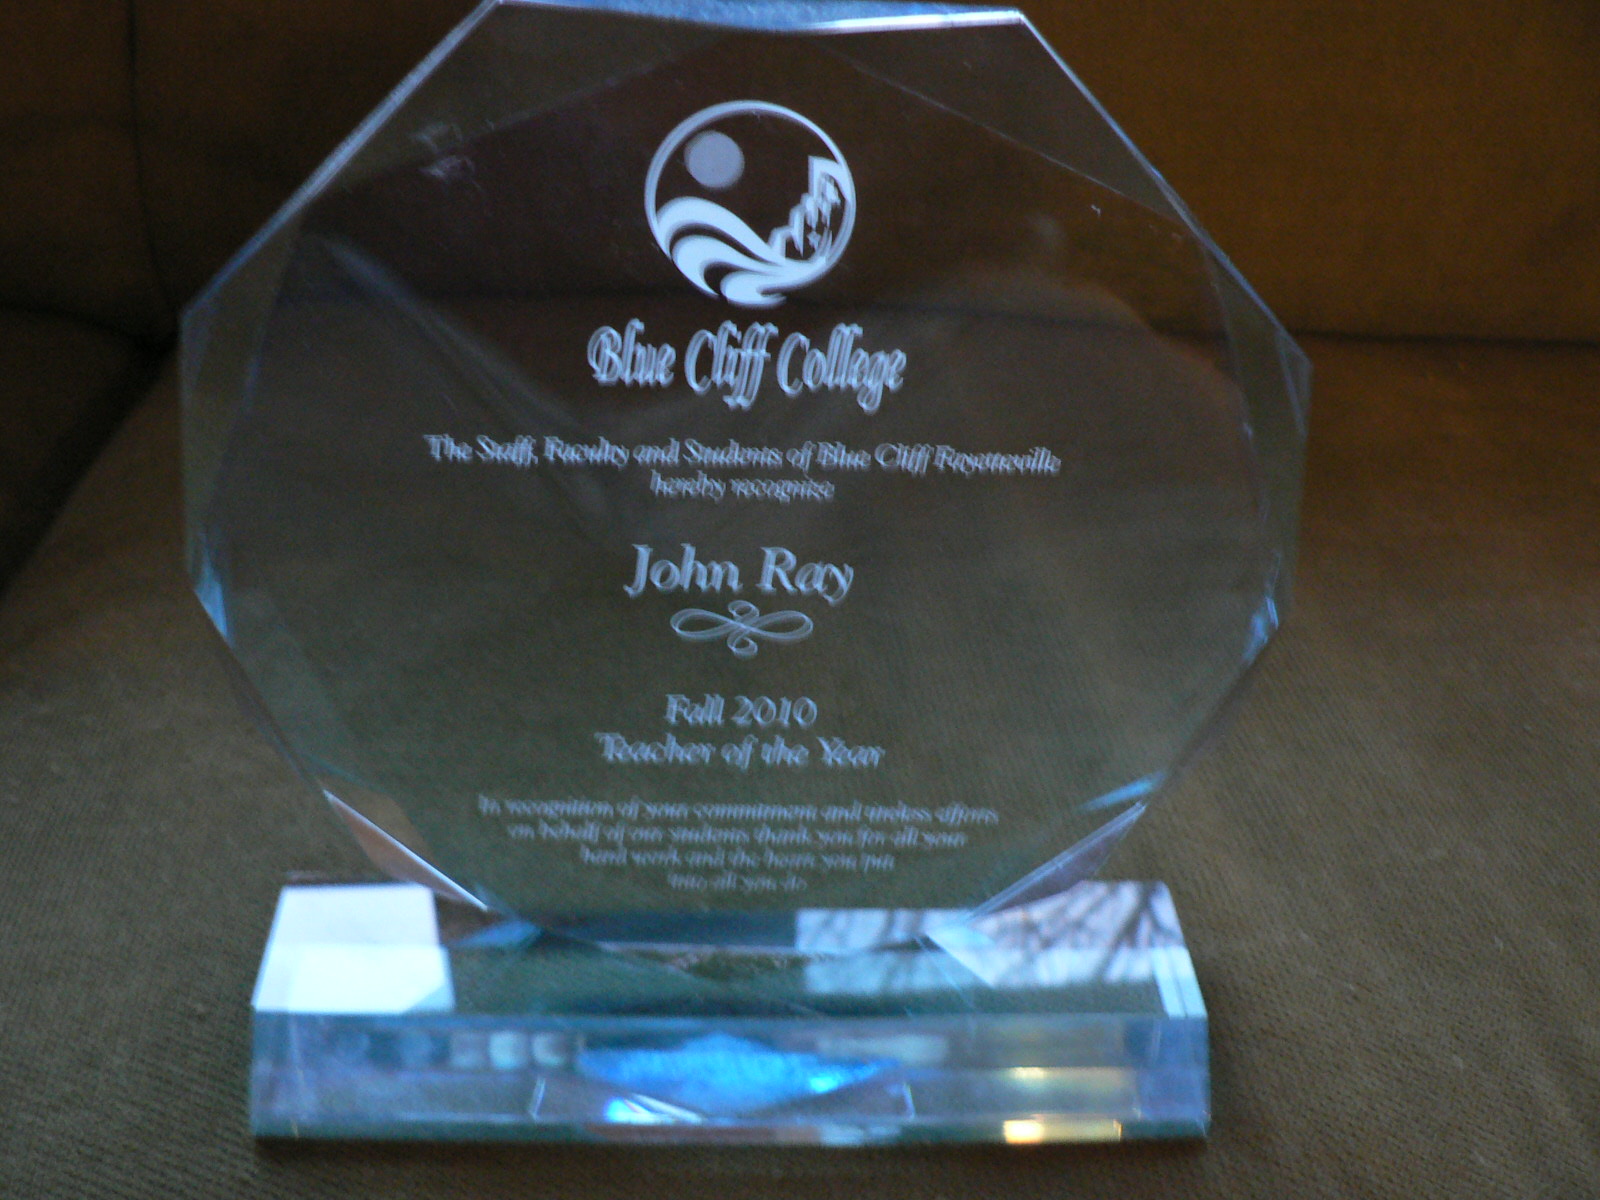 Blue Cliff College
The Staff, Faculty and Students of Blue Cliff Fayetteville
hereby recognize
John Ray
Fall 2010
Teacher of the Year
In recognition of your commitment and tireless efforts
on behalf of our students thank you for all your
hard work and the hours you put
into all you do